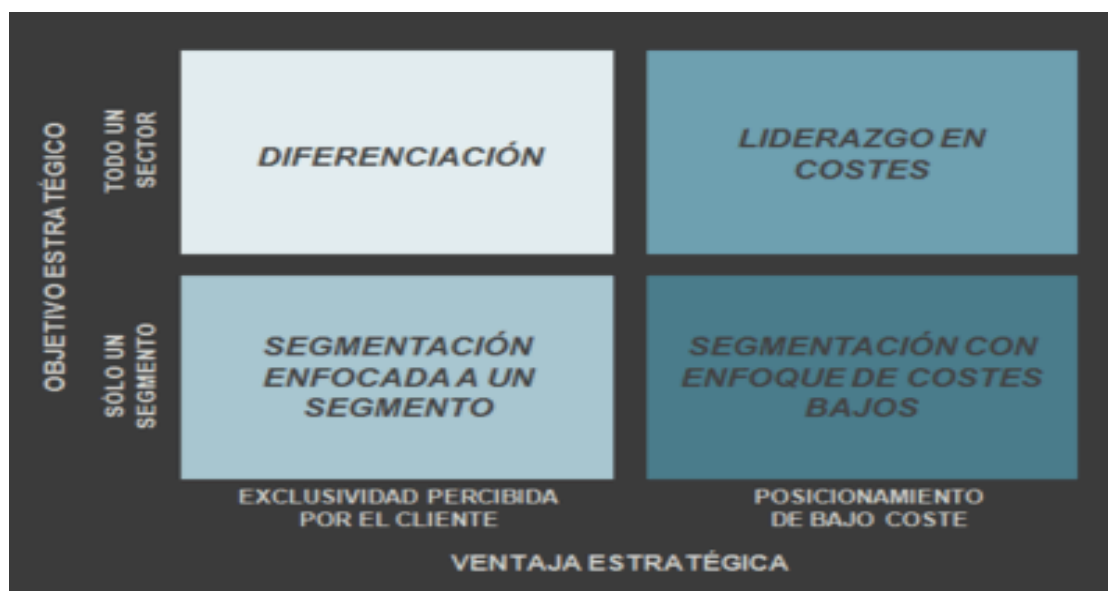 OBJETIVO ESTRATÉGICO
TODO UN
SECTOR
DIFERENCIACIÓN
LIDERAZGO EN
COSTES
SÓLO UN
SEGMENTO
SEGMENTACIÓN
ENFOCADA A UN
SEGMENTO
SEGMENTACIÓN CON
ENFOQUE DE COSTES
BAJOS
EXCLUSIVIDAD PERCIBIDA
POR EL CLIENTE
POSICIONAMIENTO
DE BAJO COSTE
VENTAJA ESTRATÉGICA